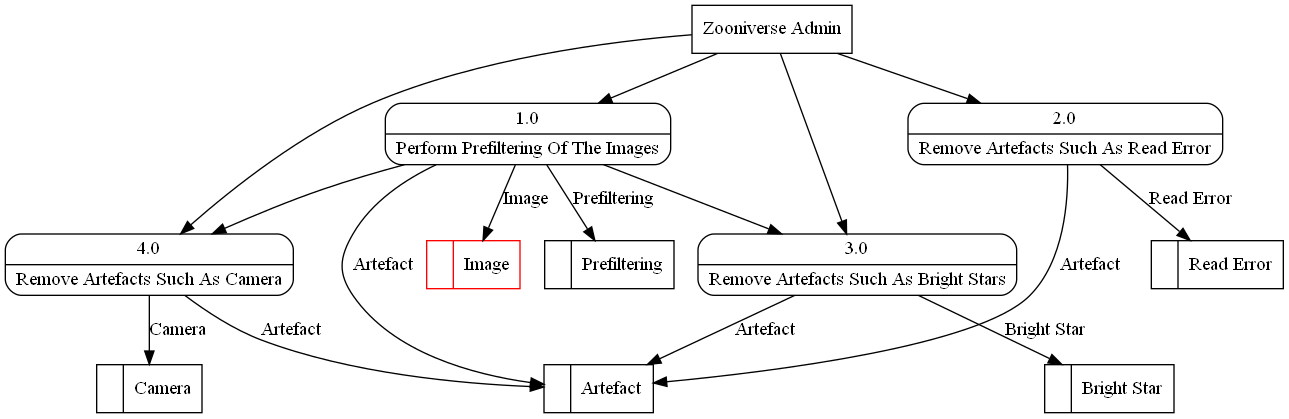 Zooniverse Admin
1.0
Perform Prefiltering Of The Images
2.0
Remove Artefacts Such As Read Error
Image
Prefiltering
Read Error
4.0
Remove Artefacts Such As Camera
Artefact
Image
Prefiltering
3.0
Remove Artefacts Such As Bright Stars
Artefact
Read Error
Camera
Artefact
Artefact
Bright Star
Camera
Artefact
Bright Star